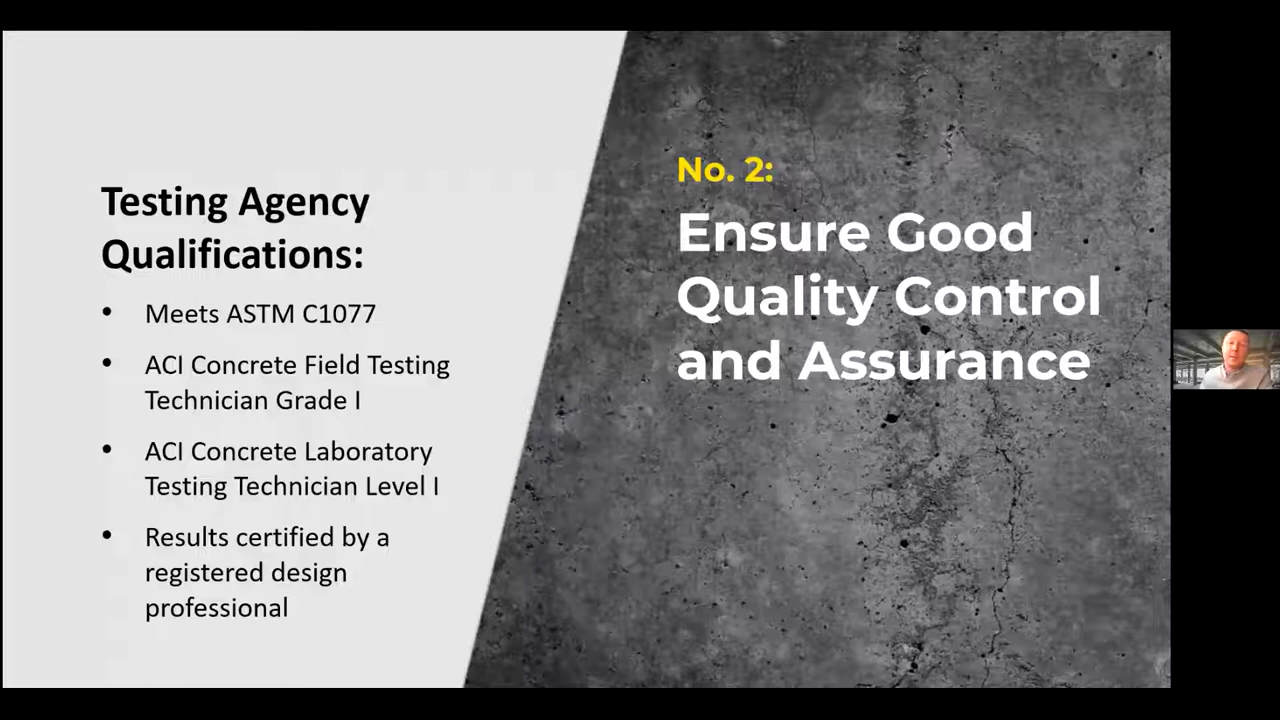 Testing Agency
Qualifications:
• Meets ASTM C1077
• ACI Concrete Field Testing
Technician Grade I
• ACI Concrete Laboratory
Testing Technician Level I
• Results certified by a
registered design
professional
No. 2:
Ensure Good
Quality Control
and Assurance